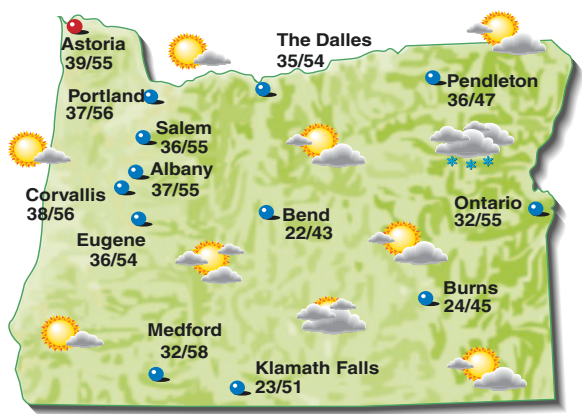 Astoria
39/55
The Dalles
35/54
Pendleton
36/47
Portland
37/56
Salem
36/55
Albany
37/55
Corvallis
38/56
Eugene
36/54
Bend
22/43
Ontario
32/55
Burns
24/45
Medford
32/58
Klamath Falls
23/51